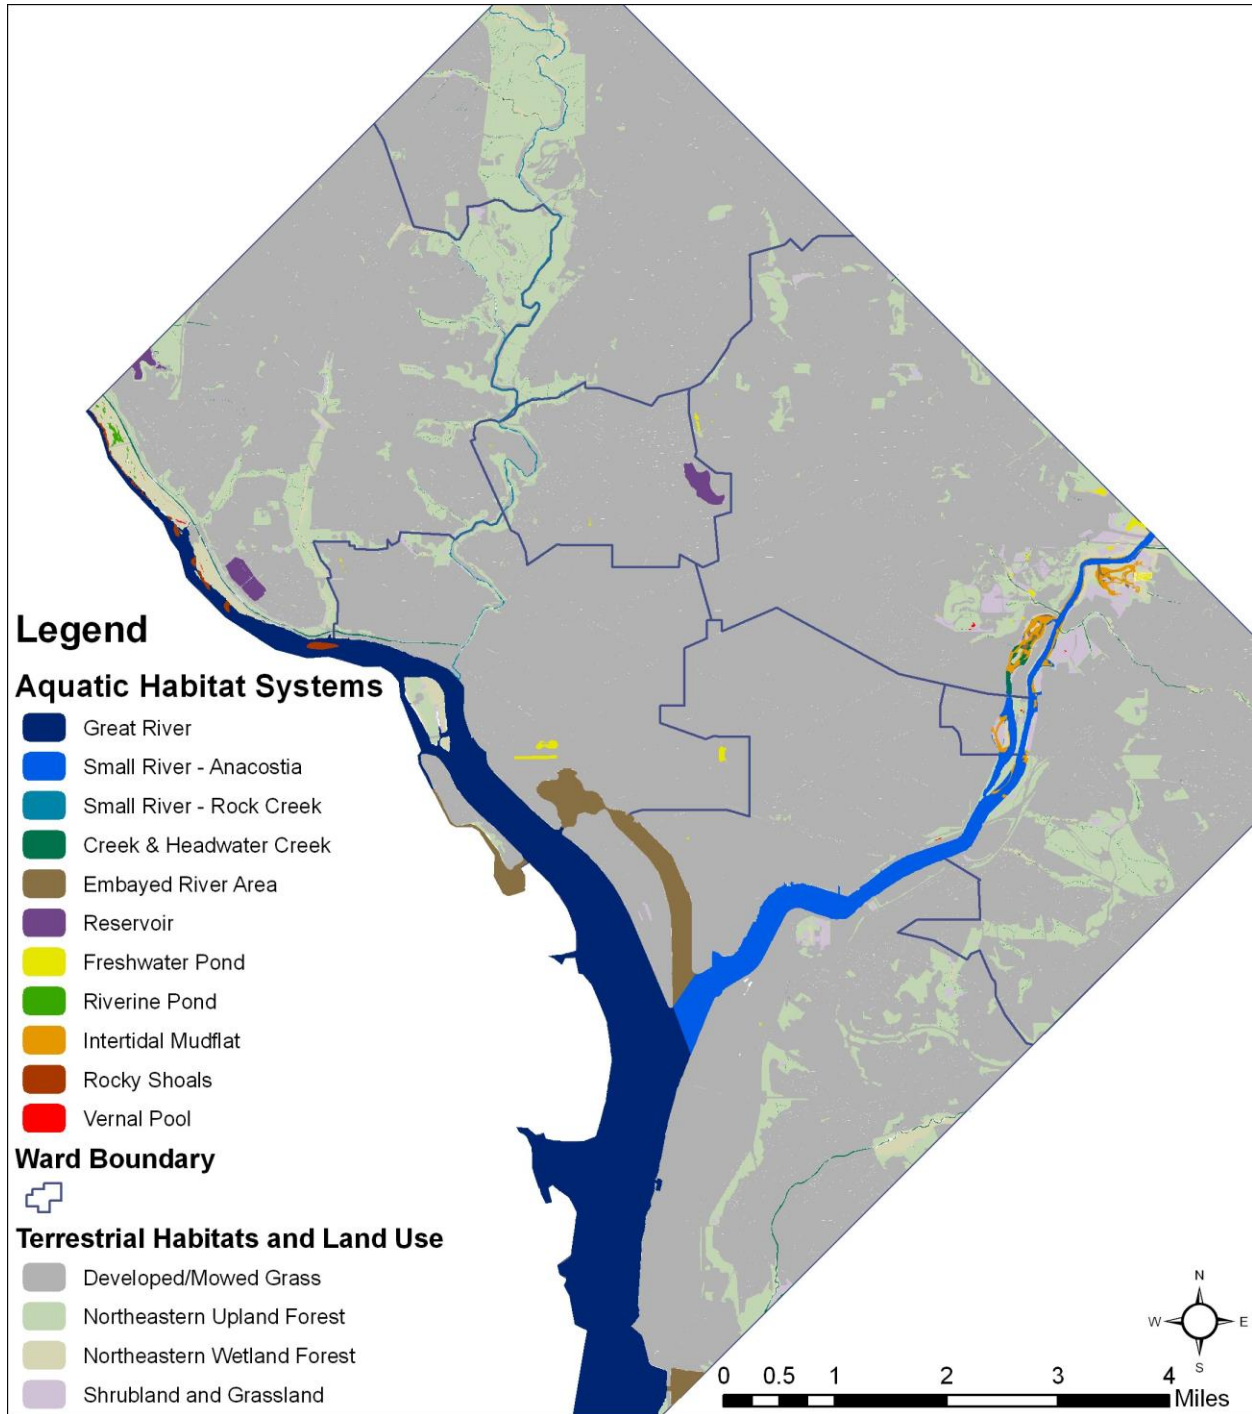 Legend
Aquatic Habitat Systems
Great River
Small River - Anacostia
Small River - Rock Creek
Creek & Headwater Creek
Embayed River Area
Reservoir
Freshwater Pond
Riverine Pond
Intertidal Mudflat
Rocky Shoals
Vernal Pool
Ward Boundary
Terrestrial Habitats and Land Use
Developed/Mowed Grass
Northeastern Upland Forest
Northeastern Wetland Forest
Shrubland and Grassland
N
W E
S
0 0.5 1 2 3 4
Miles